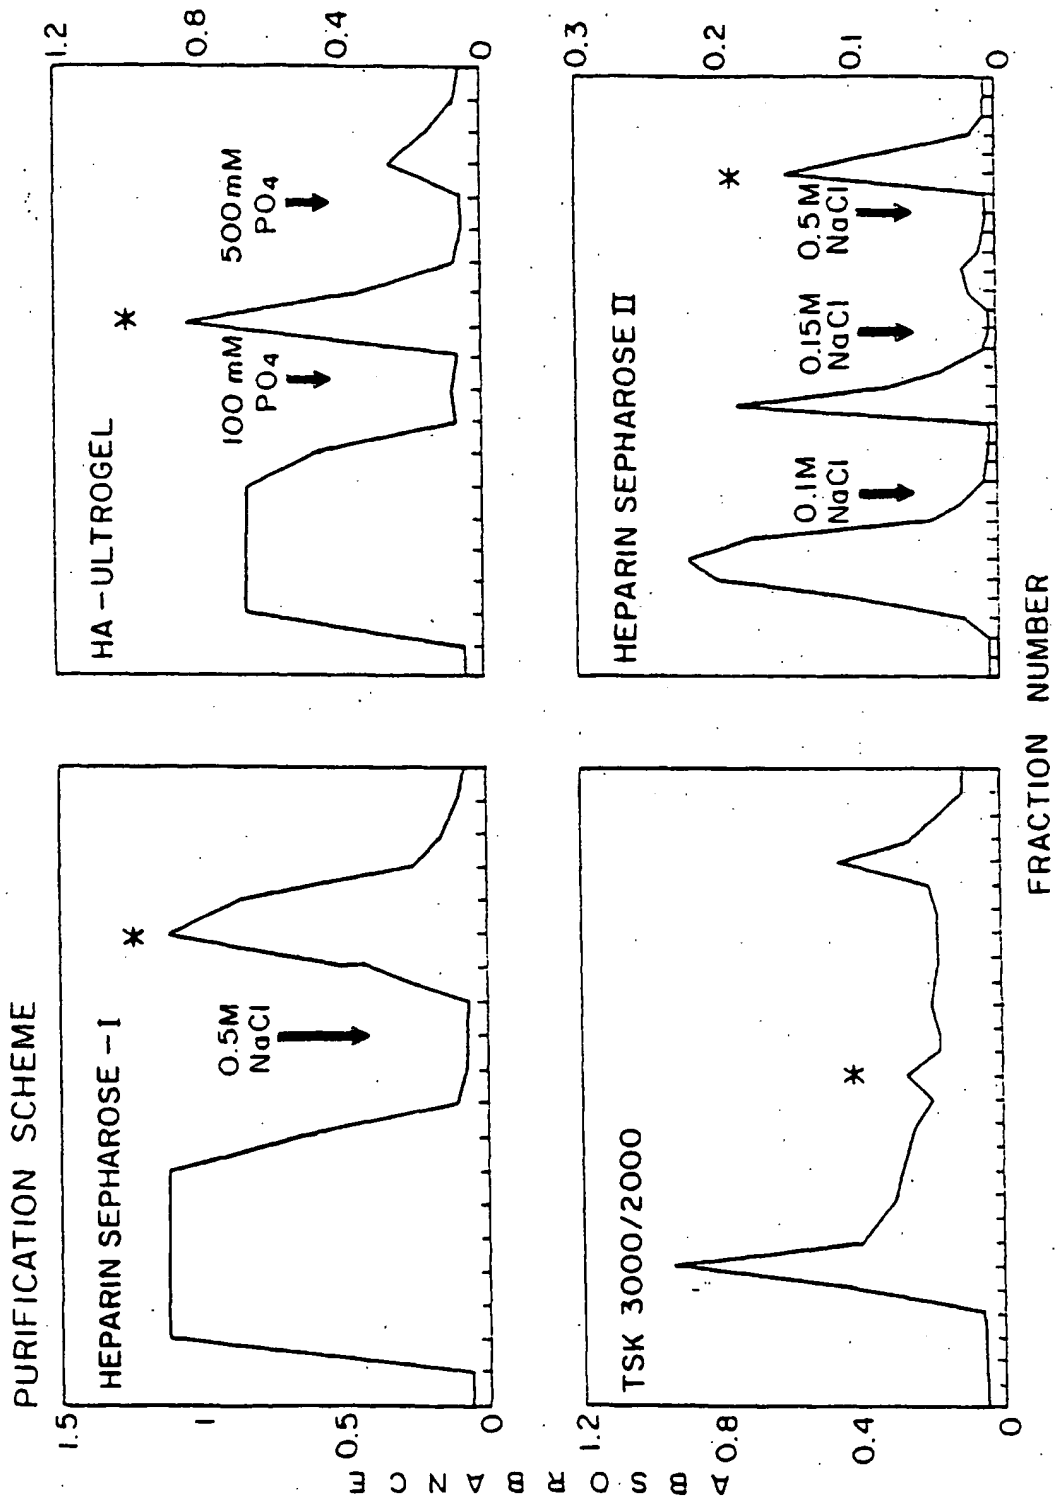 PURIFICATION SCHEME
HEPARIN SEPHAROSE - I
0.5M
NaCl
1.5
1
0.5
0
HA - ULTROGEL
100 mM
PO4
*
500 mM
PO4
1.2
0.8
0.4
0
*
TSK 3000/2000
*
1.2
0.8
0.4
0
HEPARIN SEPHAROSE II
0.1M
NaCl
0.15M
NaCl
0.5M
NaCl
*
0.3
0.2
0.1
0
ABSORBANCE
FRACTION NUMBER